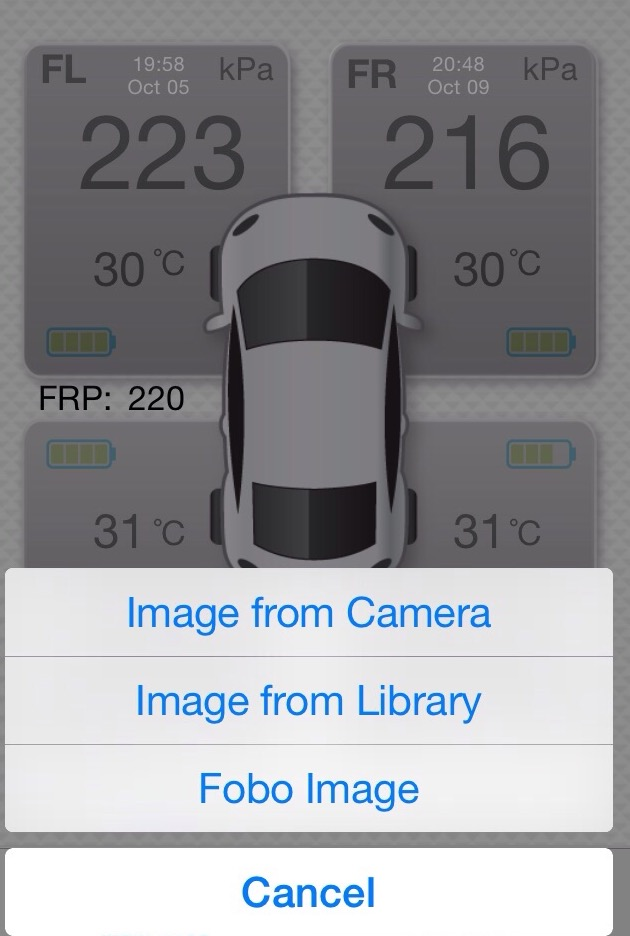 FL 19:58 kPa FR 20:48 kPa
Oct 05 Oct 09
223 216
30 °C 30 °C
FRP: 220
31 °C 31 °C
Image from Camera
Image from Library
Fobo Image
Cancel